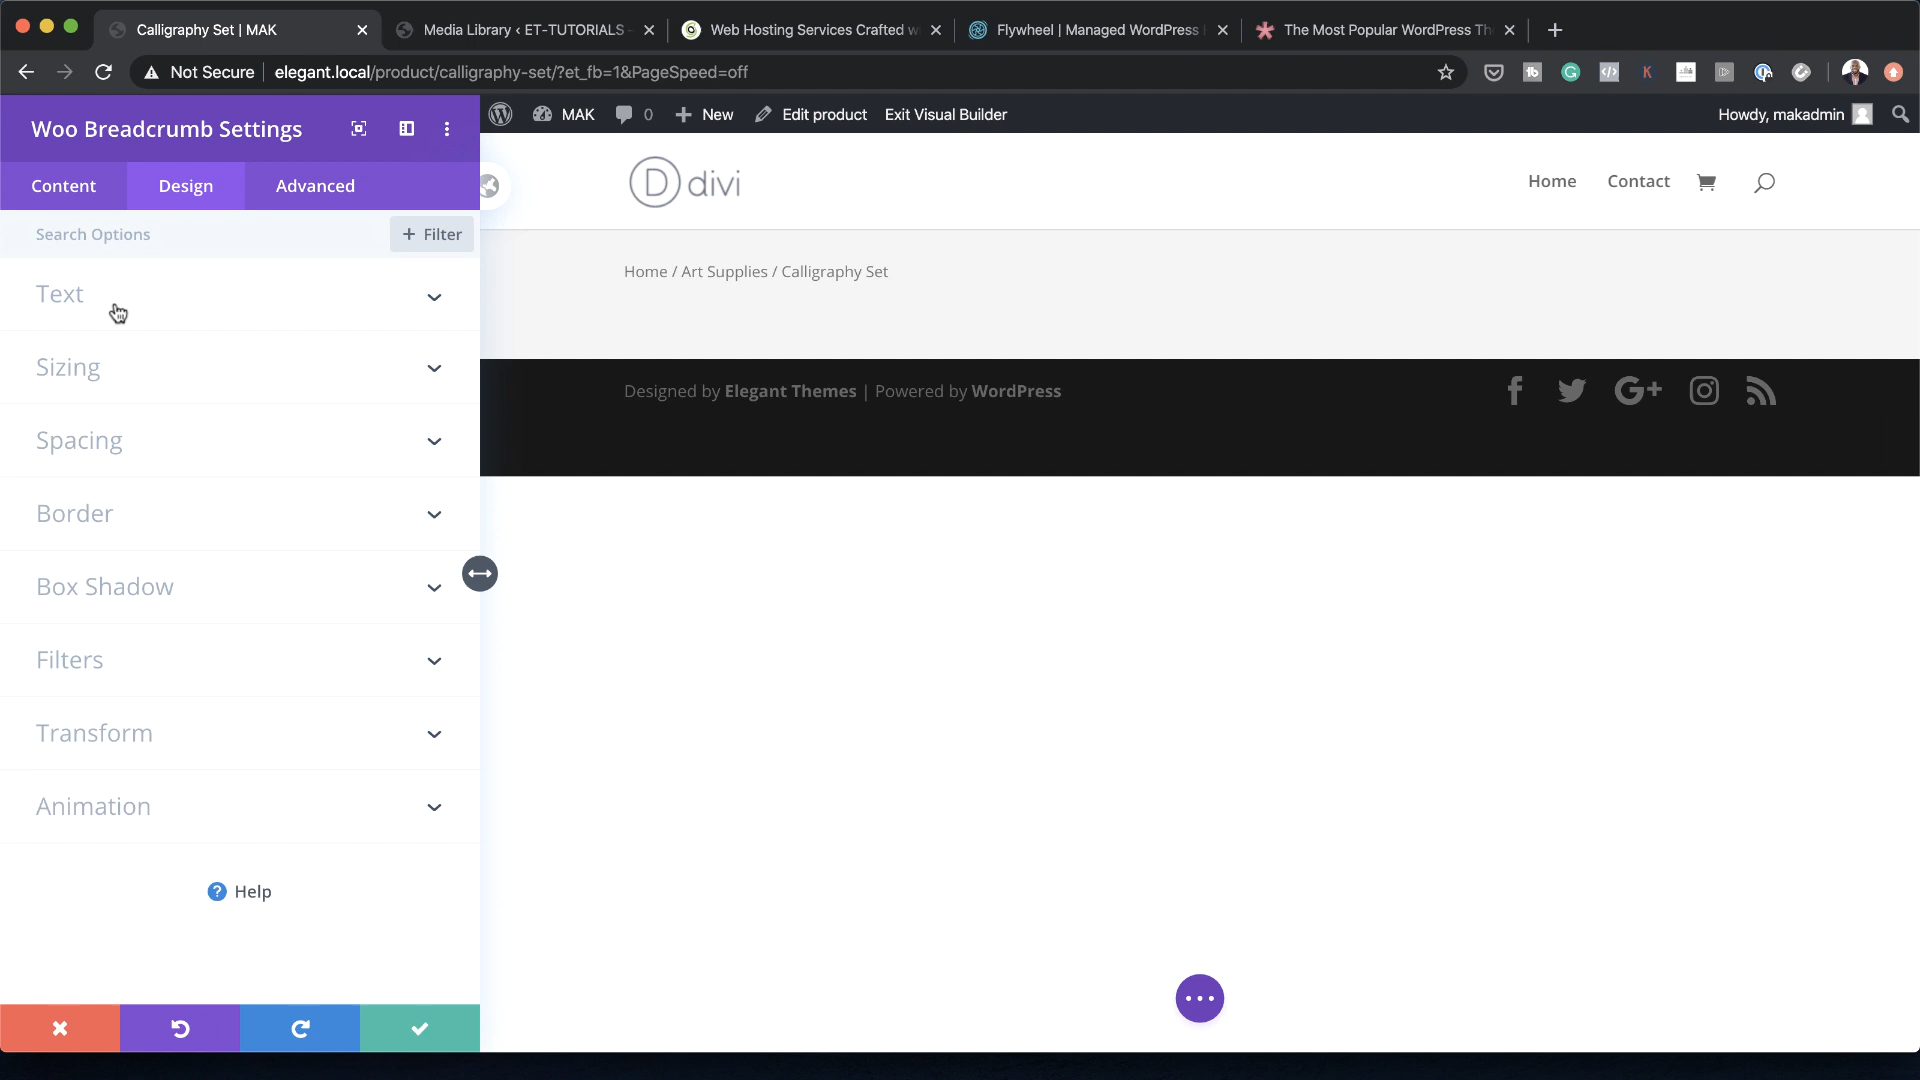 Calligraphy Set | MAK
Media Library ‹ ET-TUTORIALS -
Web Hosting Services Crafted w
Flywheel | Managed WordPress
The Most Popular WordPress Th
Not Secure
elegant.local/product/calligraphy-set/?et_fb=1&PageSpeed=off
MAK
0
New
Edit product
Exit Visual Builder
Howdy, makadmin
Woo Breadcrumb Settings
Content
Design
Advanced
Search Options
+ Filter
Text
Sizing
Spacing
Border
Box Shadow
Filters
Transform
Animation
? Help
D divi
Home
Contact
Home / Art Supplies / Calligraphy Set
Designed by Elegant Themes | Powered by WordPress
G+